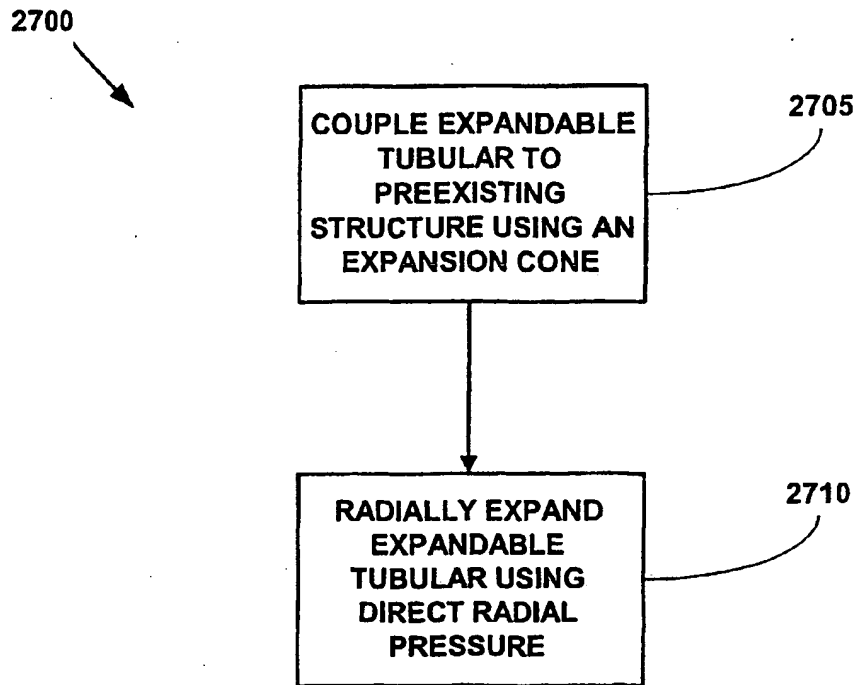 2700
2705
COUPLE EXPANDABLE
TUBULAR TO
PREEXISTING
STRUCTURE USING AN
EXPANSION CONE
2710
RADIALLY EXPAND
EXPANDABLE
TUBULAR USING
DIRECT RADIAL
PRESSURE